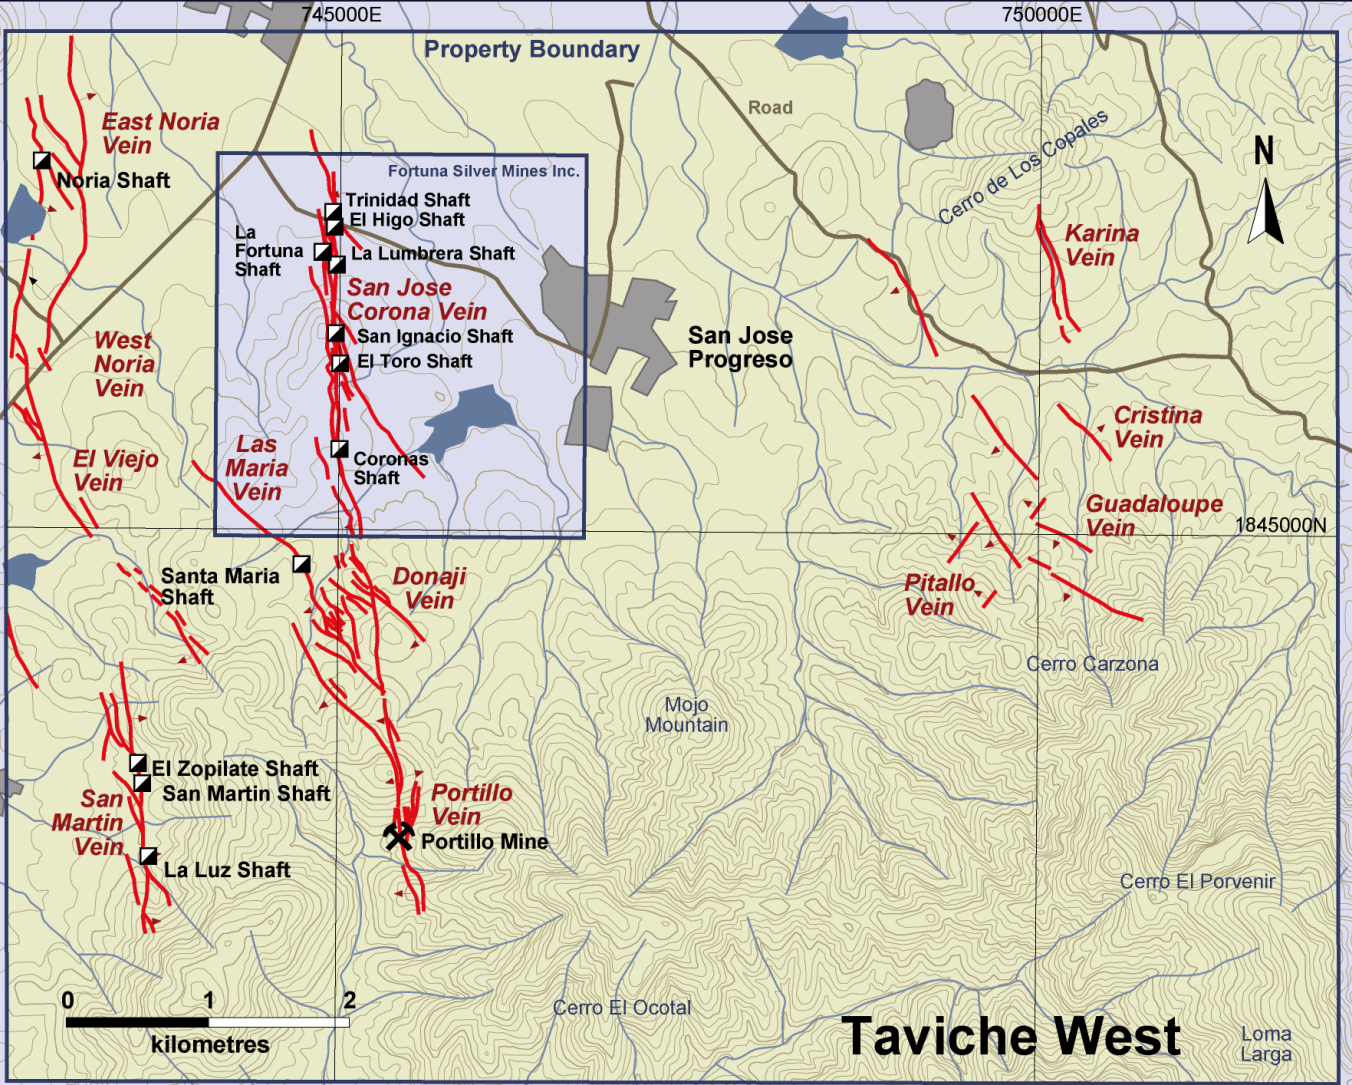 745000E
750000E
Property Boundary
Road
East Noria
Vein
Noria Shaft
Cerro de Los Copales
N
Fortuna Silver Mines Inc.
Trinidad Shaft
El Higo Shaft
La
Fortuna
Shaft
La Lumbrera Shaft
Karina
Vein
San Jose
Corona Vein
San Ignacio Shaft
El Toro Shaft
San Jose
Progreso
West
Noria
Vein
Las
Maria
Vein
Coronas
Shaft
El Viejo
Vein
Cristina
Vein
Guadaloupe
Vein
1845000N
Santa Maria
Shaft
Donaji
Vein
Pitallo
Vein
Cerro Carzona
Mojo
Mountain
El Zopilate Shaft
San Martin Shaft
San
Martin
Vein
Portillo
Vein
Portillo Mine
La Luz Shaft
Cerro El Porvenir
0 1 2
kilometres
Cerro El Ocotal
Taviche West
Loma
Larga